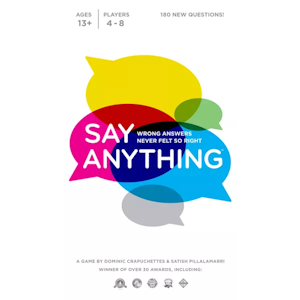 AGES
13+
PLAYERS
4 - 8
180 NEW QUESTIONS!
SAY
WRONG ANSWERS
NEVER FELT SO RIGHT
ANYTHING
A GAME BY DOMINIC CRAPUCHETTES & SATISH PILLALAMARRI
WINNER OF OVER 30 AWARDS, INCLUDING: